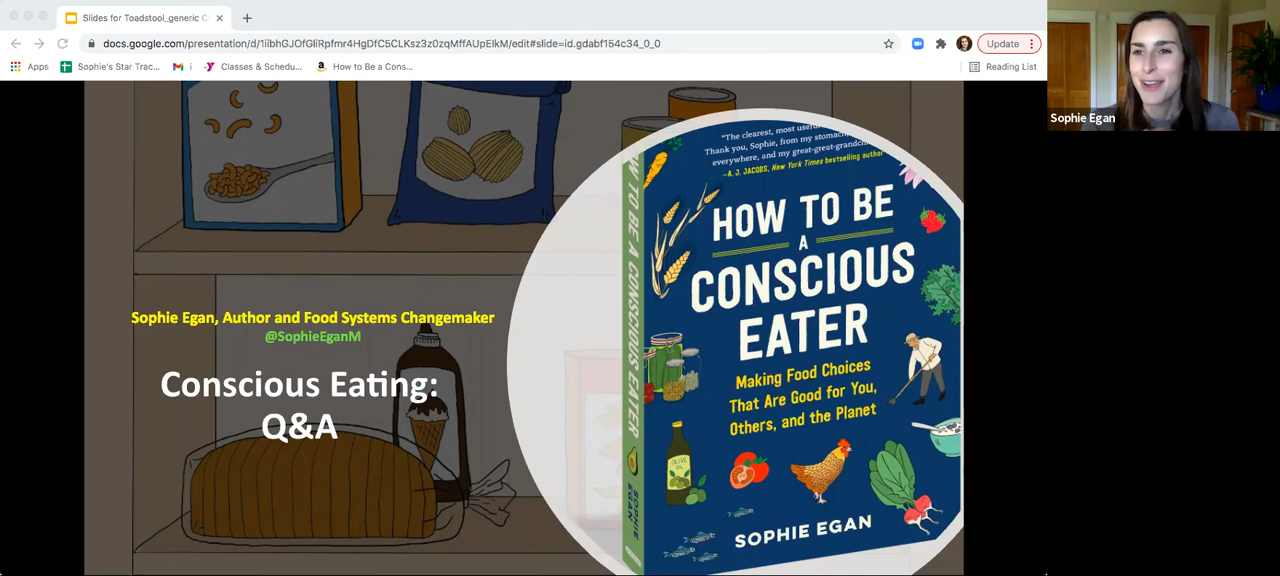 Slides for Toadstool_generic C
docs.google.com/presentation/d/1iibhGJOfGliRpfmr4HgDfC5CLKsz3z0zqMffAUpEIkM/edit#slide=id.gdabf154c34_0_0
Update
Apps
Sophie's Star Trac...
i
Classes & Schedu...
How to Be a Cons...
Reading List
Sophie Egan
Sophie Egan, Author and Food Systems Changemaker
@SophieEganM
Conscious Eating:
Q&A
"The clearest, most useful
Thank you, Sophie, from my stomach,
everywhere, and my great-great-grandch
–A. J. JACOBS, New York Times bestselling author
HOW TO BE
A
CONSCIOUS
EATER
Making Food Choices
That Are Good for You,
Others, and the Planet
OLIVE
SOPHIE EGAN
HOW TO BE A CONSCIOUS EATER
SOPHIE
EGAN